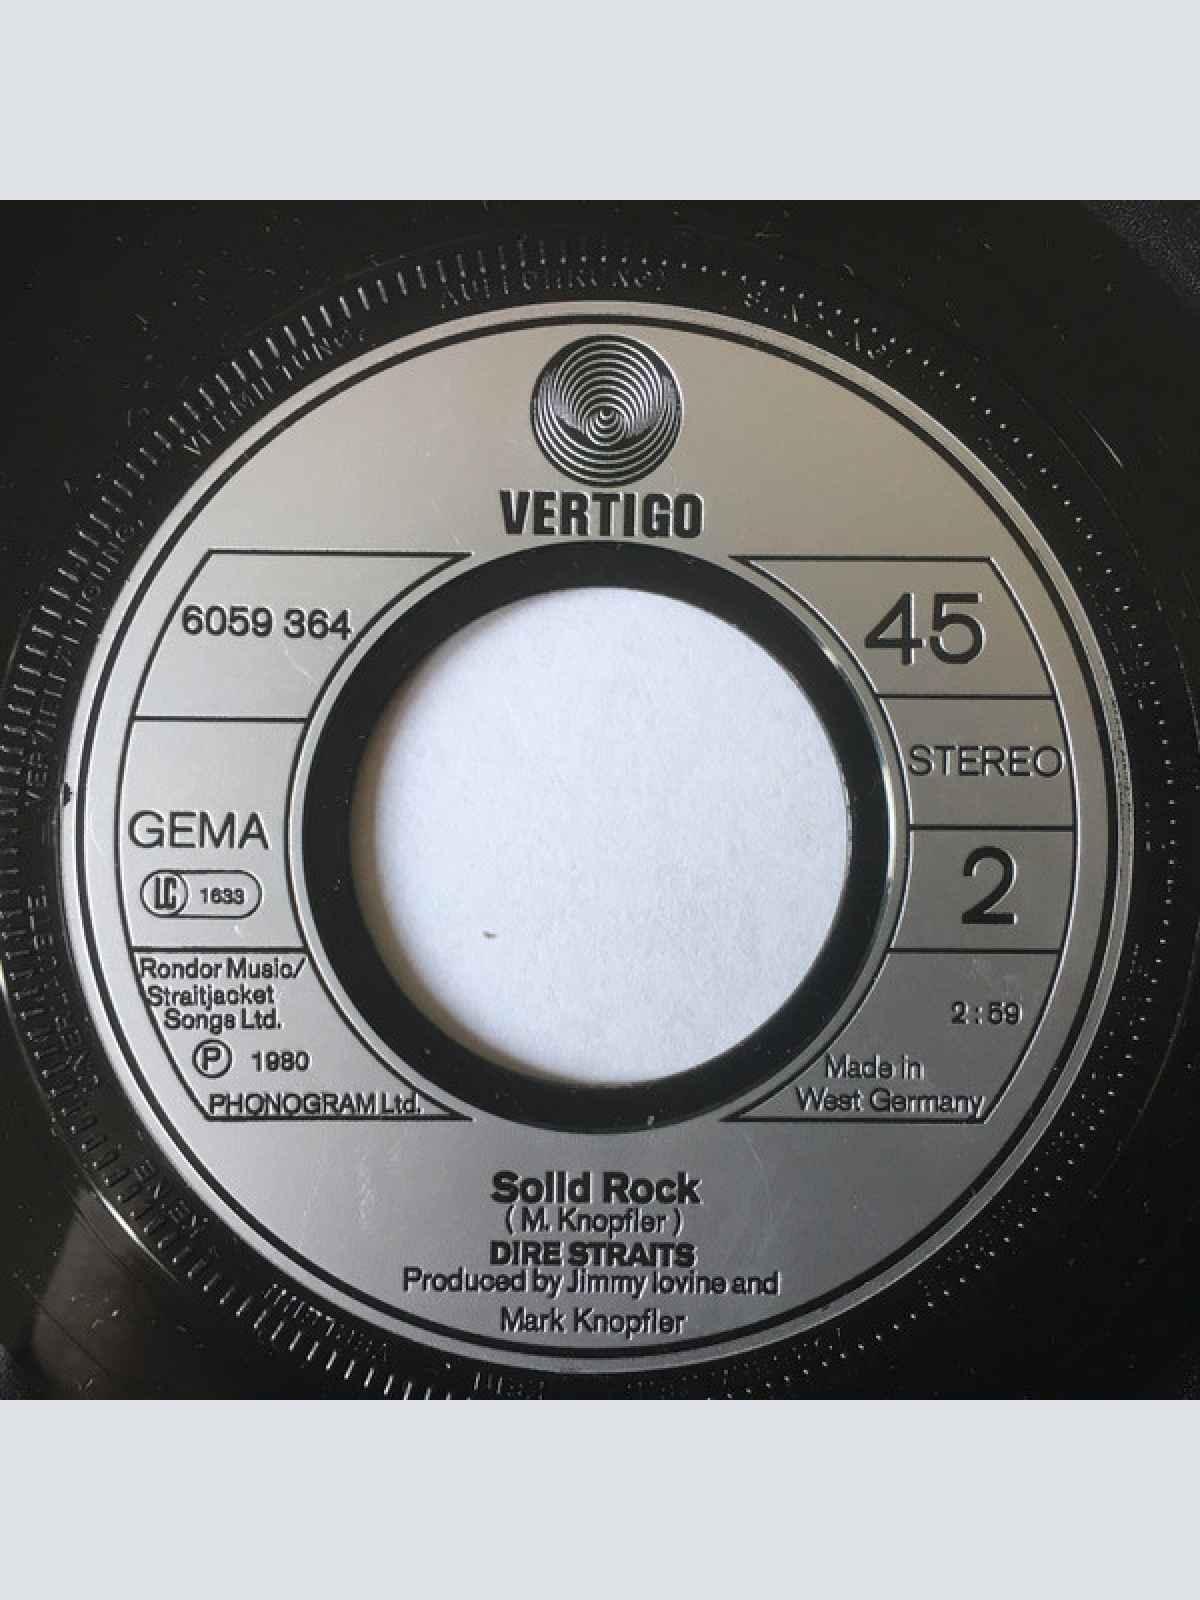 VERTIGO
6059 364
45
STEREO
GEMA
LC 1633
2
Rondor Music/
Straitjacket
Songs Ltd.
Ⓟ 1980
PHONOGRAM Ltd.
2:59
Made in
West Germany
Solid Rock
( M. Knopfler )
DIRE STRAITS
Produced by Jimmy Iovine and
Mark Knopfler